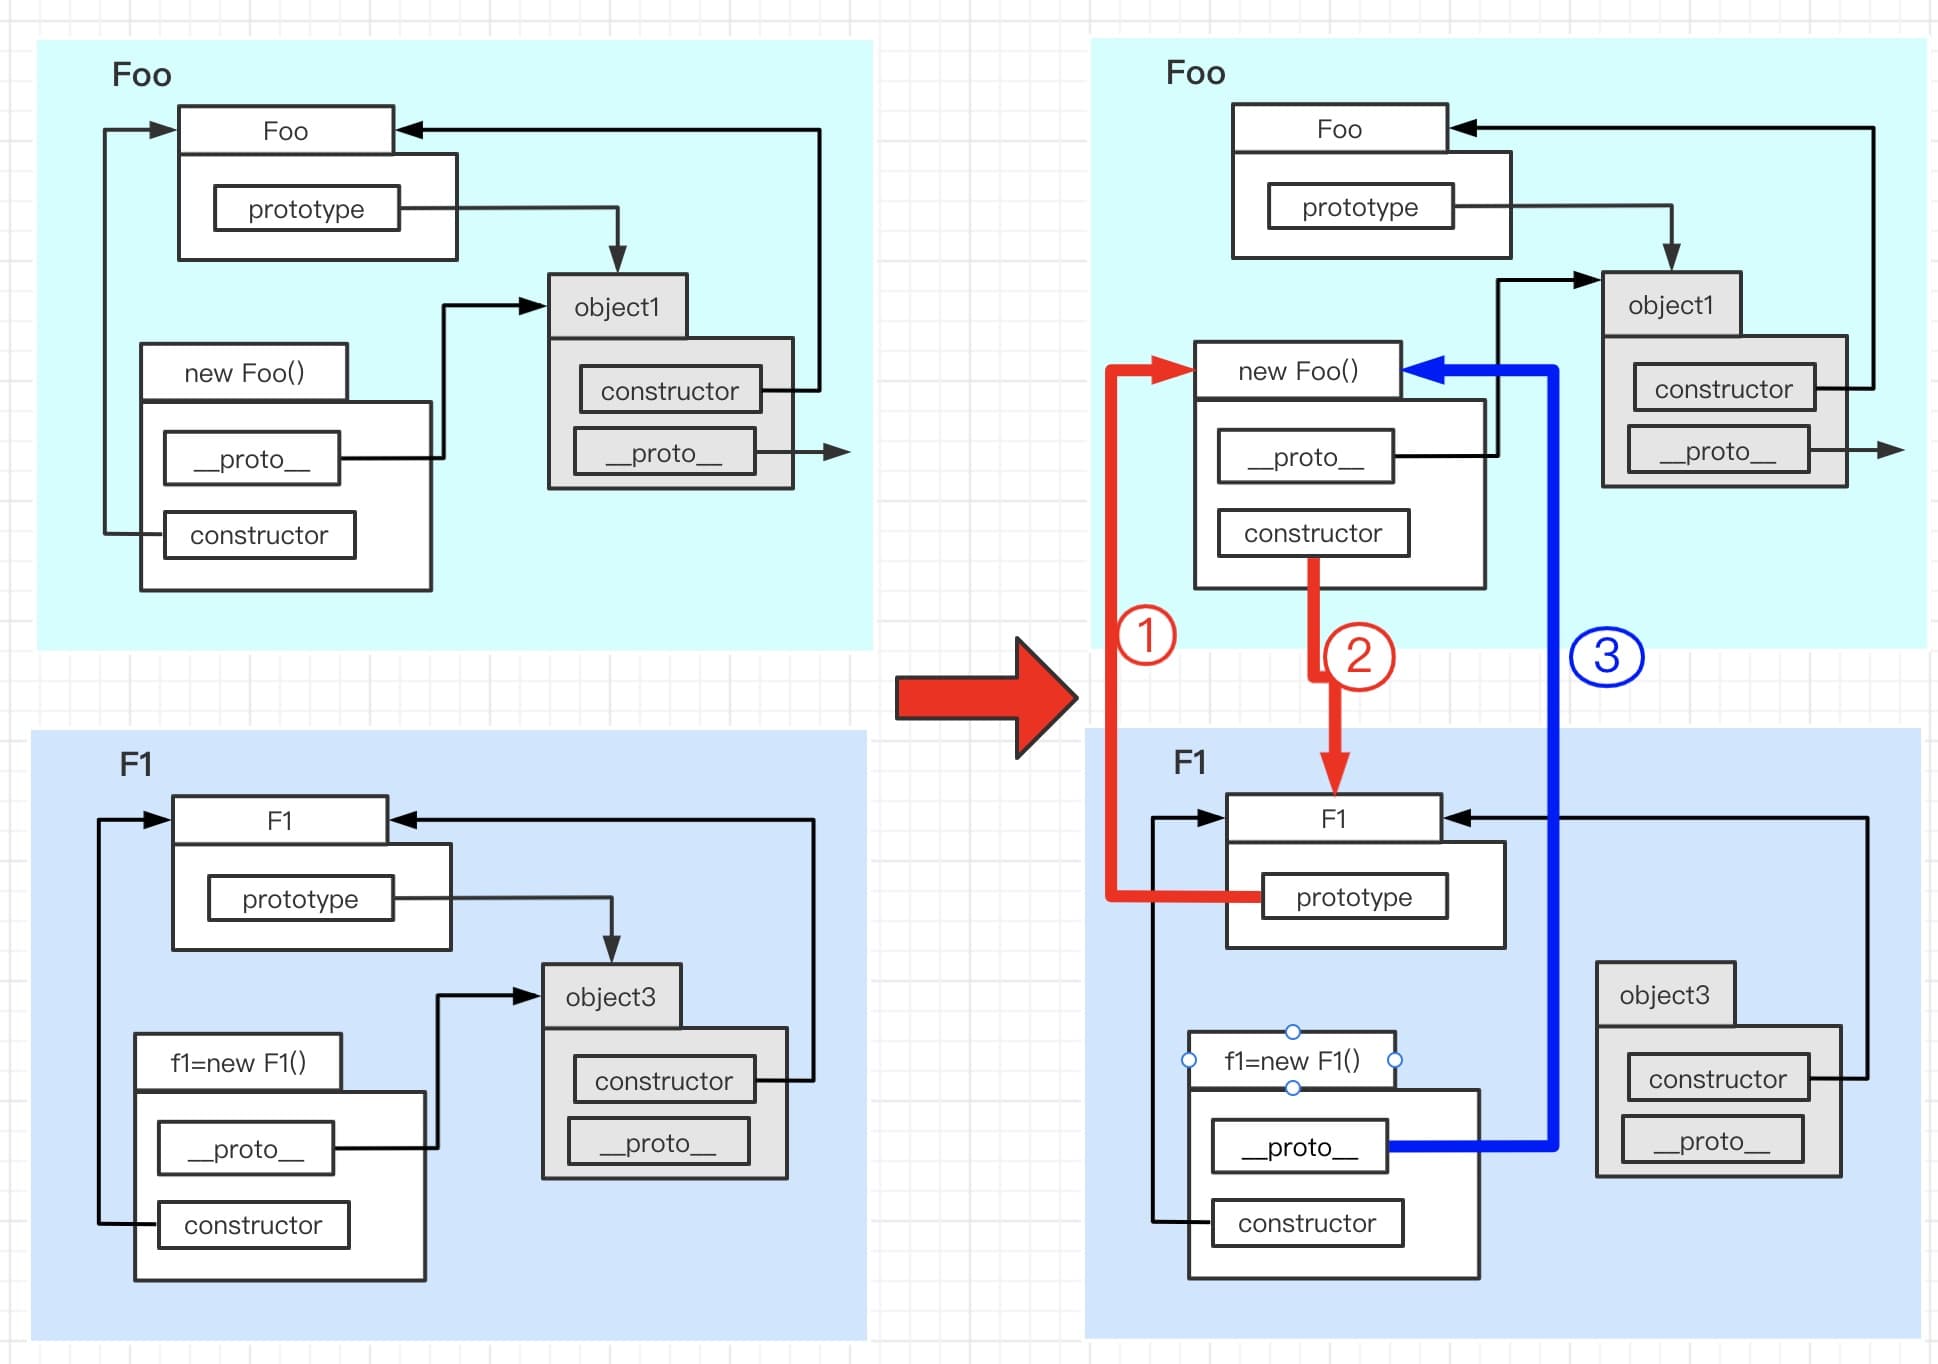 Foo
Foo
prototype
object1
new Foo()
constructor
__proto__
__proto__
constructor
F1
F1
prototype
object3
f1=new F1()
constructor
__proto__
__proto__
constructor
Foo
Foo
prototype
object1
new Foo()
constructor
__proto__
__proto__
constructor
1
2
3
F1
F1
prototype
object3
f1=new F1()
constructor
__proto__
__proto__
constructor